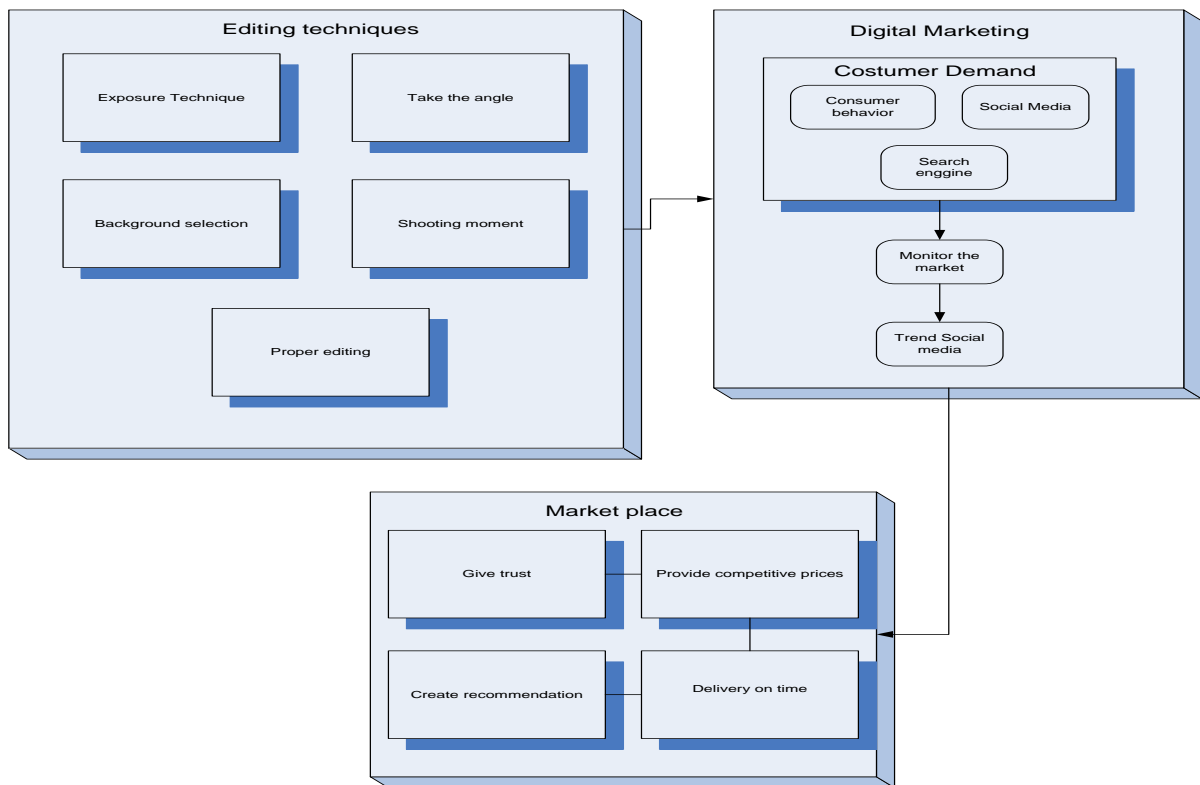 Editing techniques
Exposure Technique
Take the angle
Background selection
Shooting moment
Proper editing
Digital Marketing
Costumer Demand
Consumer
behavior
Social Media
Search
enggine
Monitor the
market
Trend Social
media
Market place
Give trust
Provide competitive prices
Create recommendation
Delivery on time